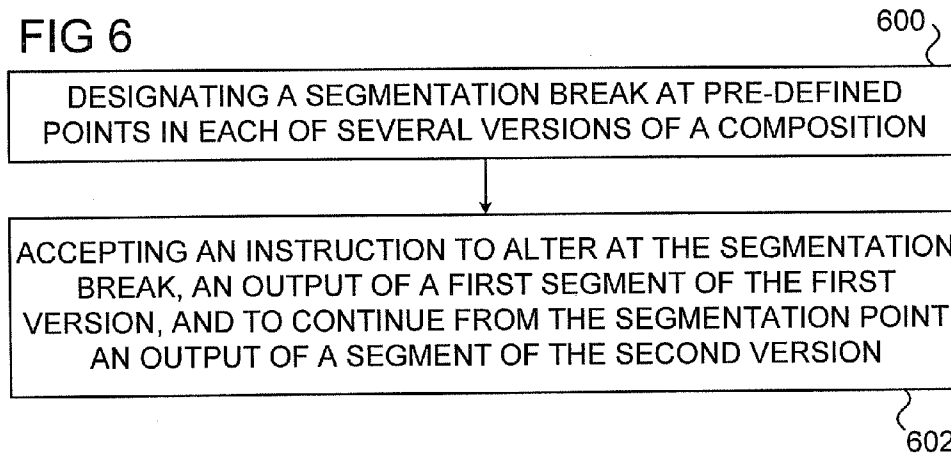 FIG 6
600
DESIGNATING A SEGMENTATION BREAK AT PRE-DEFINED
POINTS IN EACH OF SEVERAL VERSIONS OF A COMPOSITION
ACCEPTING AN INSTRUCTION TO ALTER AT THE SEGMENTATION
BREAK, AN OUTPUT OF A FIRST SEGMENT OF THE FIRST
VERSION, AND TO CONTINUE FROM THE SEGMENTATION POINT
AN OUTPUT OF A SEGMENT OF THE SECOND VERSION
602